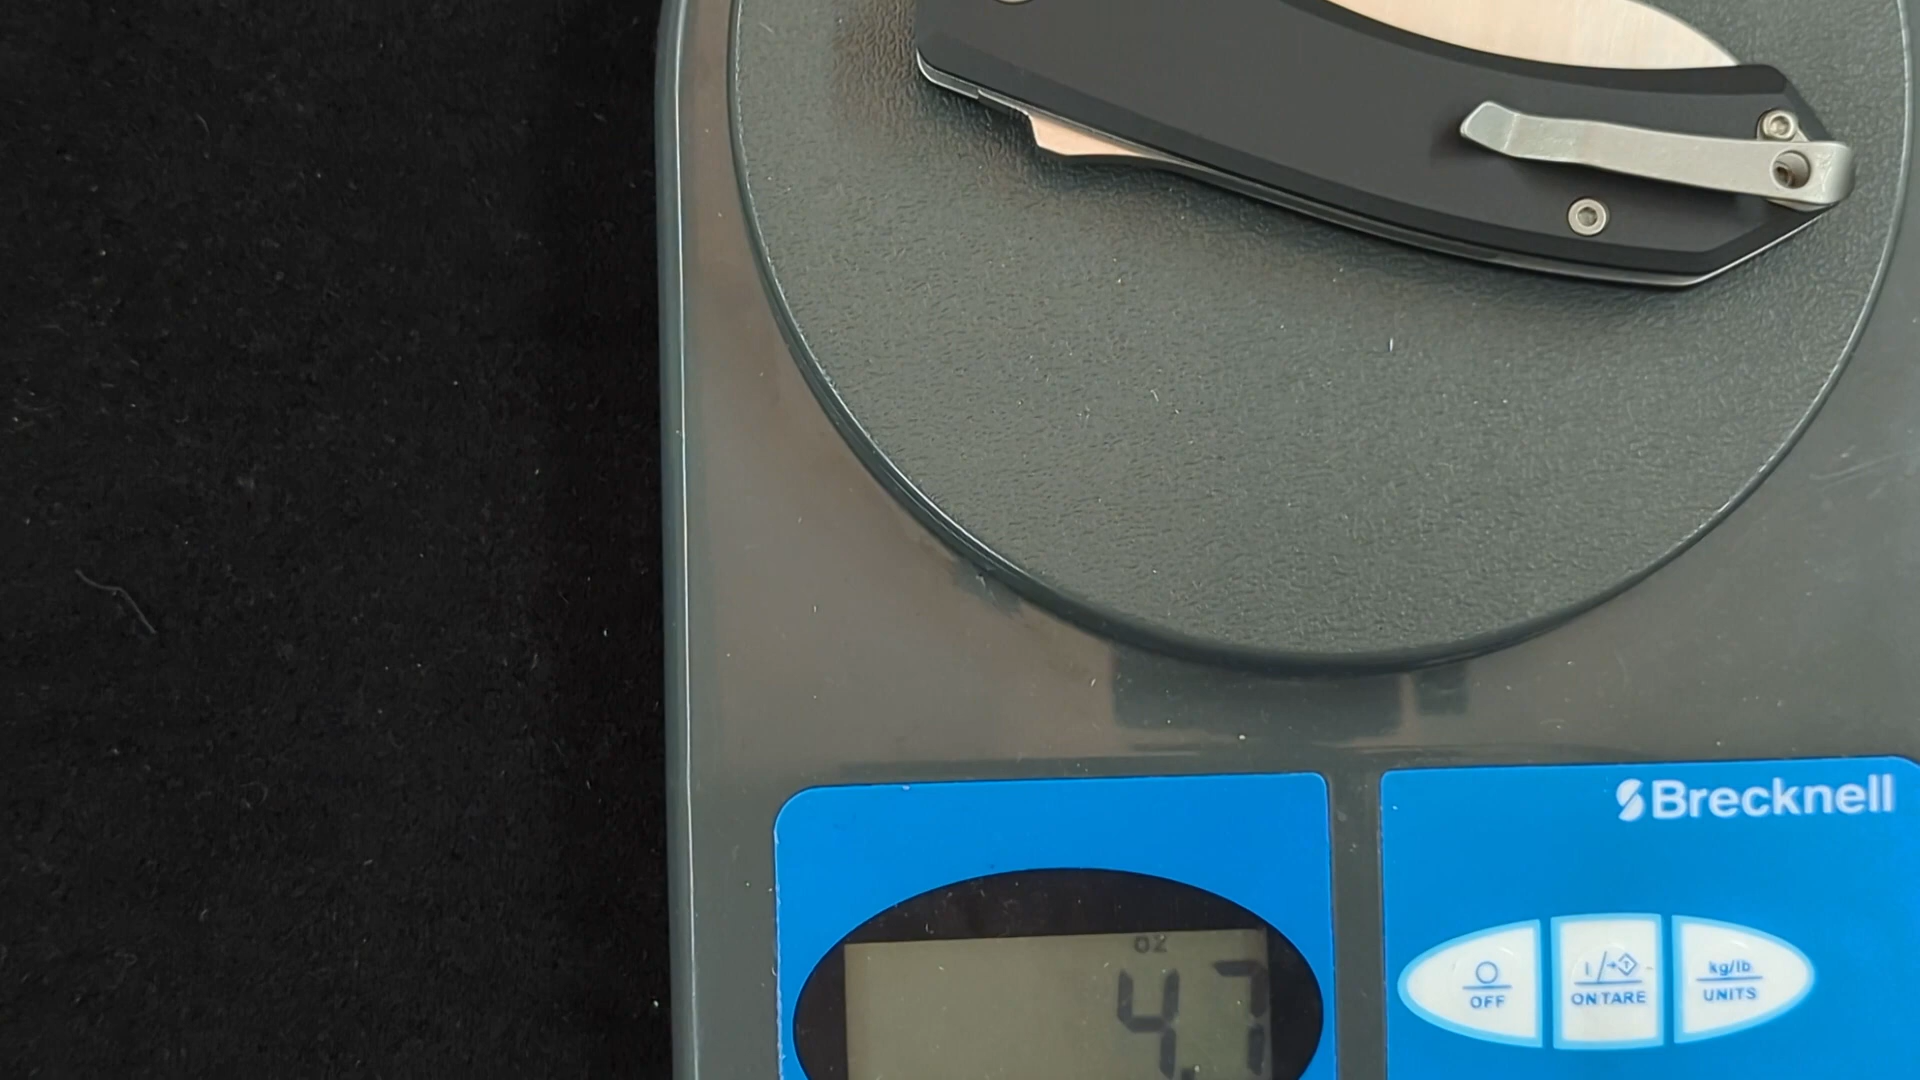 Brecknell
OZ
4.7
OFF
I/→T
ON TARE
kg/lb
UNITS